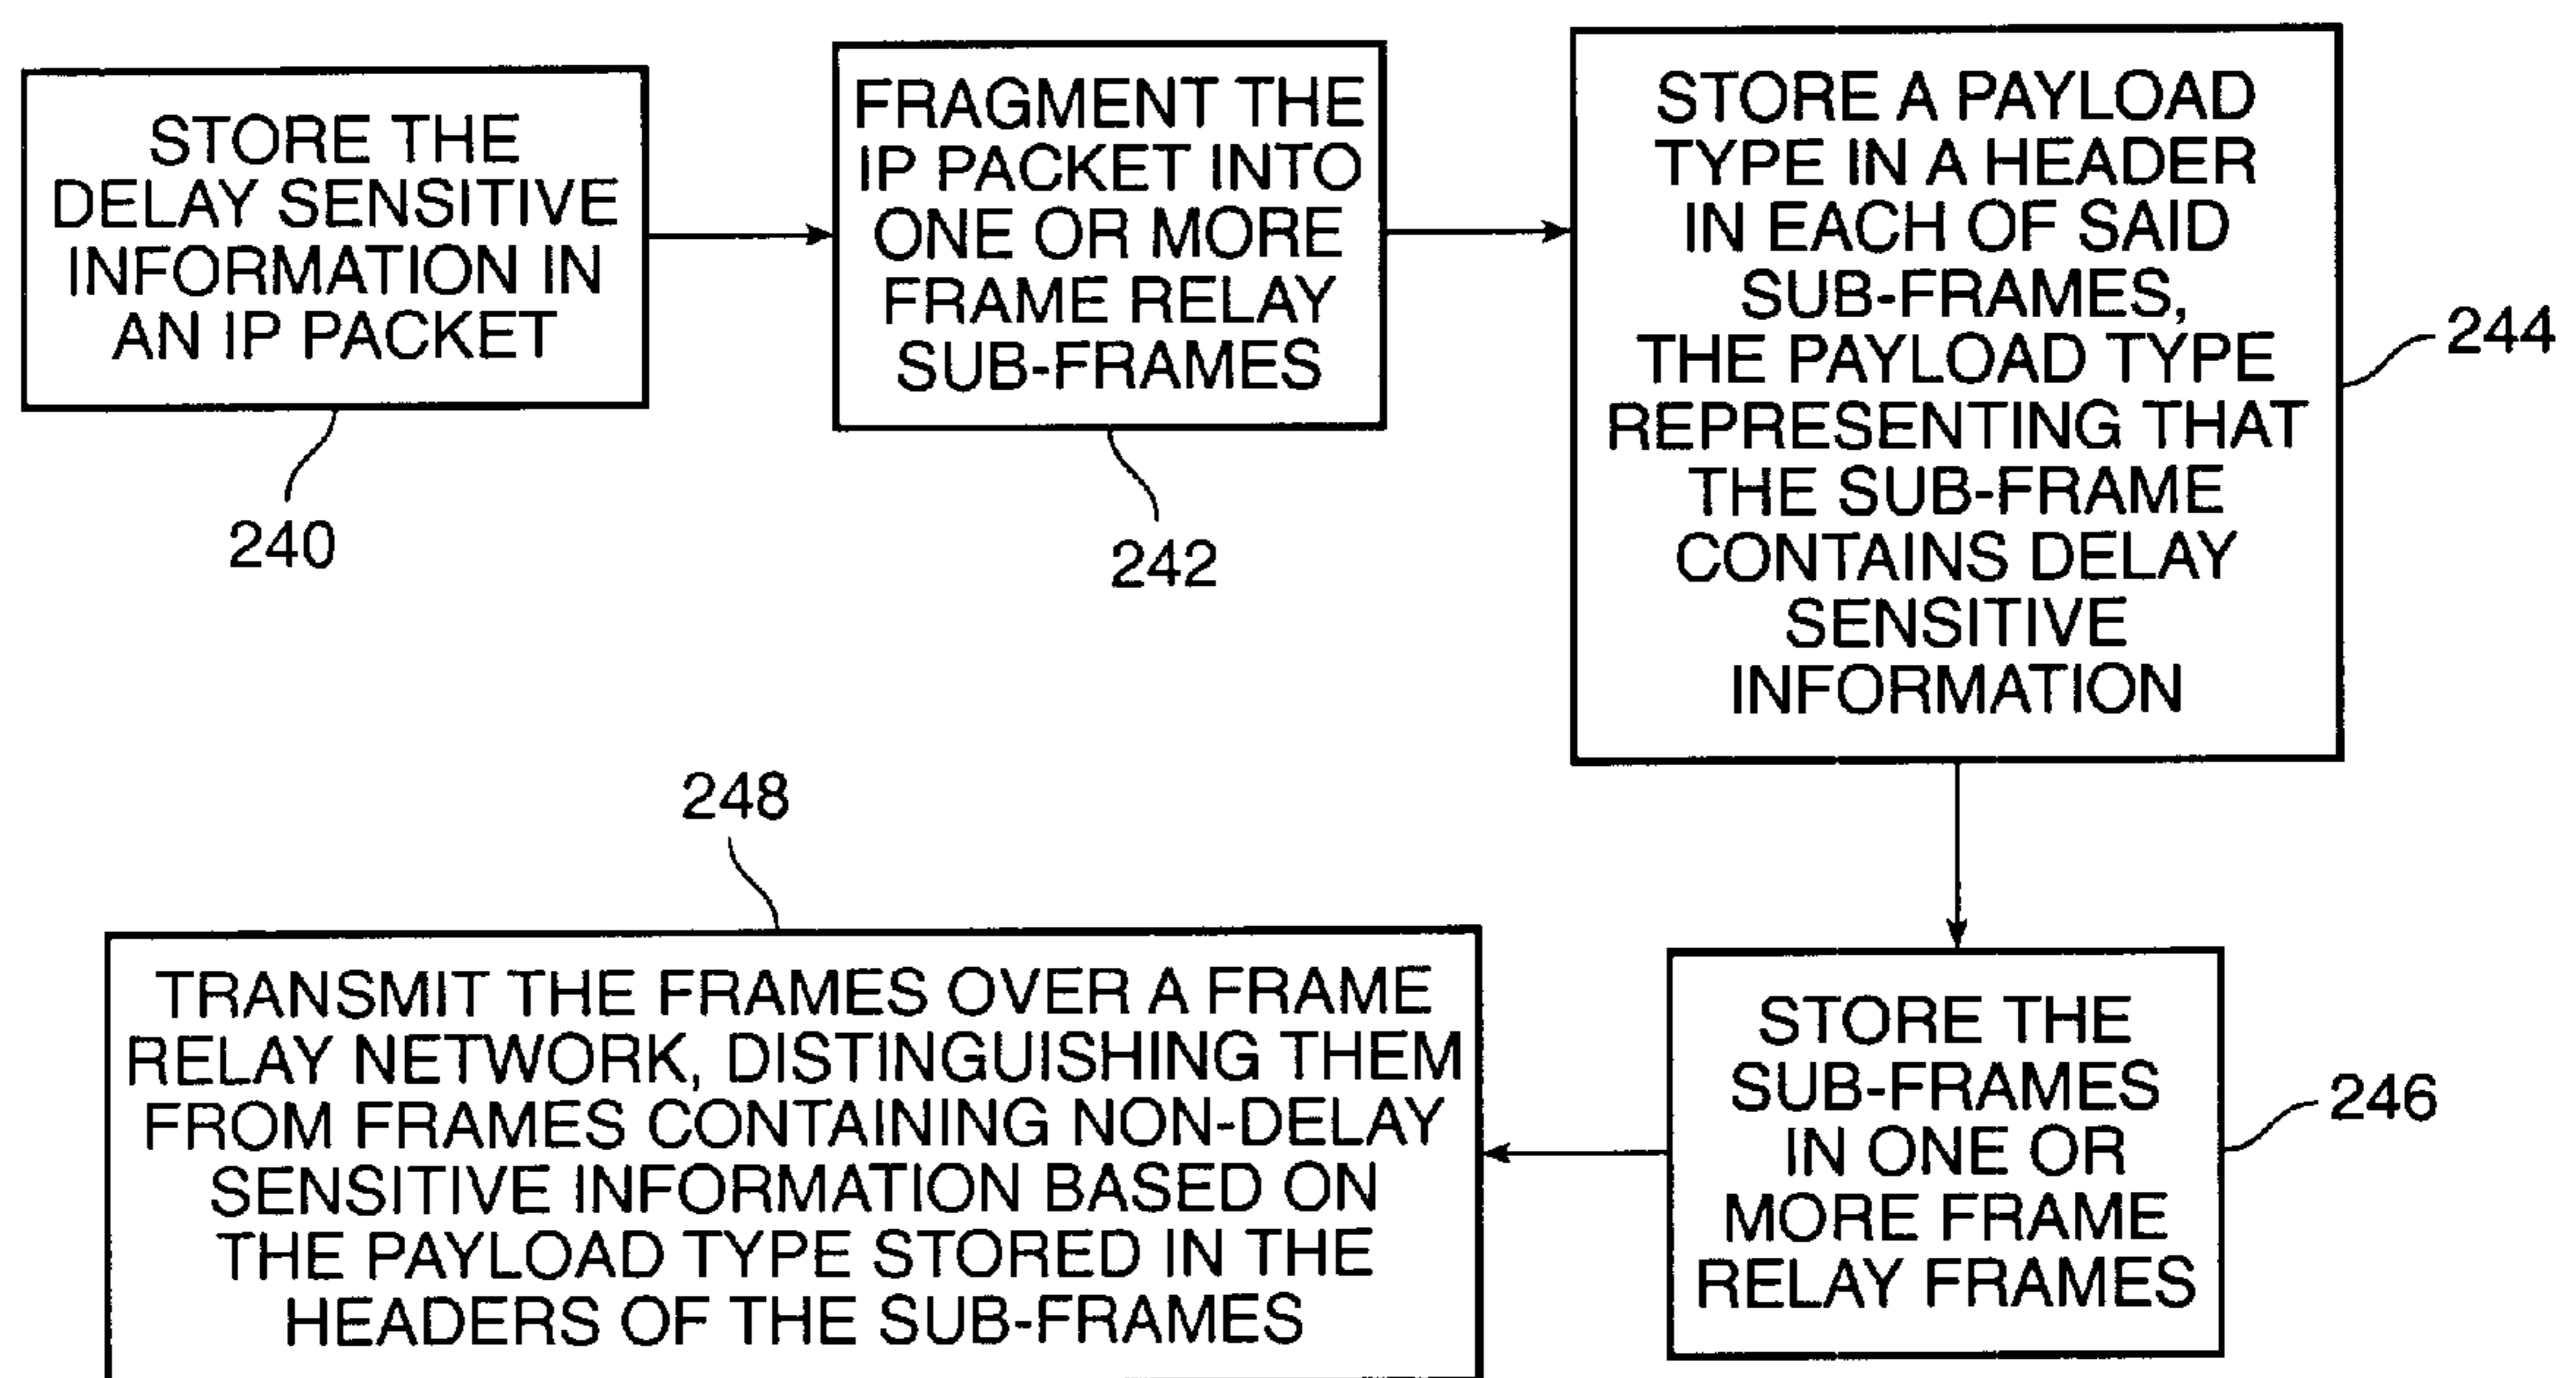 STORE THE
DELAY SENSITIVE
INFORMATION IN
AN IP PACKET
240
FRAGMENT THE
IP PACKET INTO
ONE OR MORE
FRAME RELAY
SUB-FRAMES
242
STORE A PAYLOAD
TYPE IN A HEADER
IN EACH OF SAID
SUB-FRAMES,
THE PAYLOAD TYPE
REPRESENTING THAT
THE SUB-FRAME
CONTAINS DELAY
SENSITIVE
INFORMATION
244
STORE THE
SUB-FRAMES
IN ONE OR
MORE FRAME
RELAY FRAMES
246
248
TRANSMIT THE FRAMES OVER A FRAME
RELAY NETWORK, DISTINGUISHING THEM
FROM FRAMES CONTAINING NON-DELAY
SENSITIVE INFORMATION BASED ON
THE PAYLOAD TYPE STORED IN THE
HEADERS OF THE SUB-FRAMES